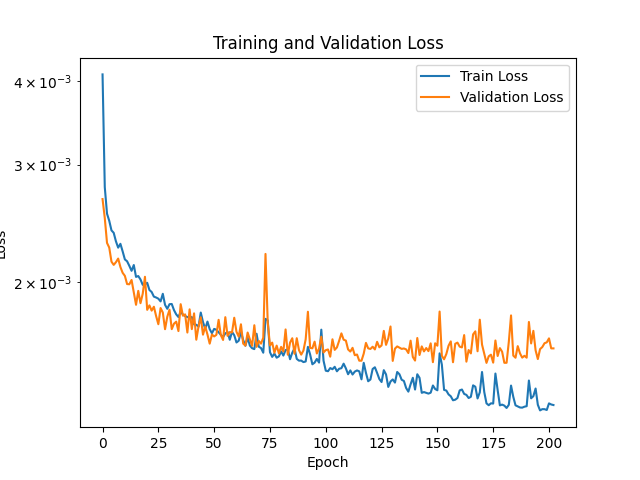 Training and Validation Loss
Train Loss
Validation Loss
4 × 10⁻³
3 × 10⁻³
2 × 10⁻³
Loss
0 25 50 75 100 125 150 175 200
Epoch